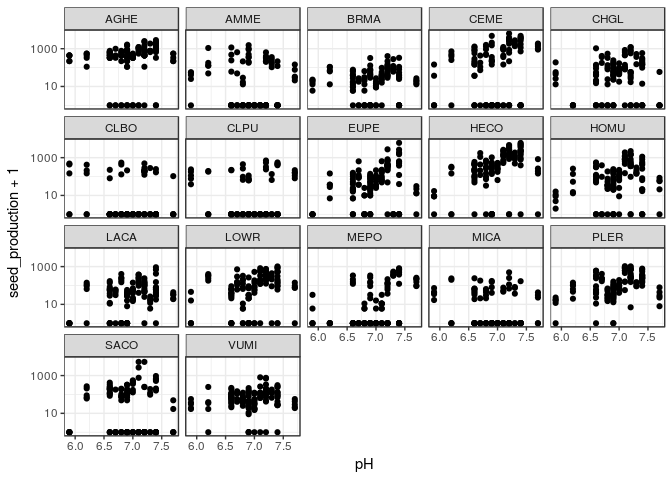 AGHE AMME BRMA CEME CHGL
1000
10
CLBO CLPU EUPE HECO HOMU
1000
10
LACA LOWR MEPO MICA PLER
1000
10
6.0 6.5 7.0 7.5 6.0 6.5 7.0 7.5 6.0 6.5 7.0 7.5
SACO VUMI
1000
10
6.0 6.5 7.0 7.5 6.0 6.5 7.0 7.5
pH
seed_production + 1